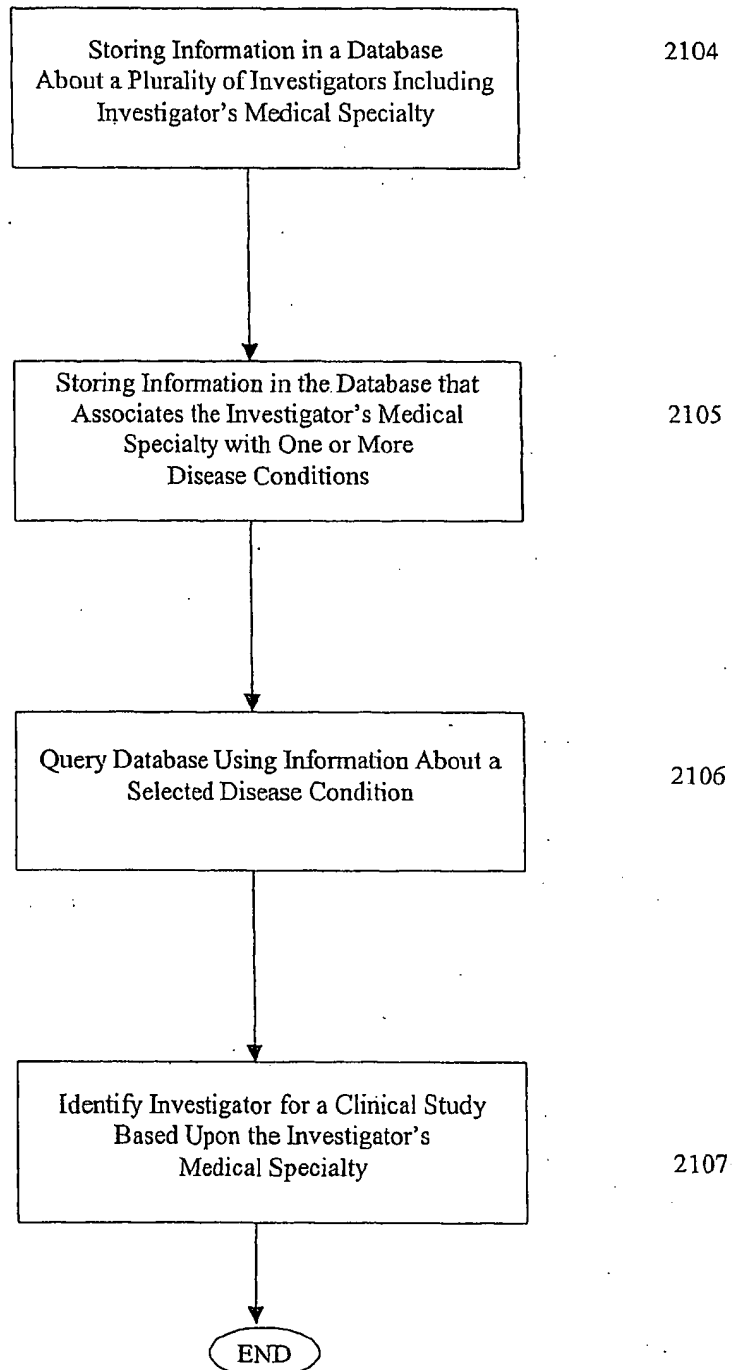 Storing Information in a Database
About a Plurality of Investigators Including
Investigator's Medical Specialty
2104
Storing Information in the Database that
Associates the Investigator's Medical
Specialty with One or More
Disease Conditions
2105
Query Database Using Information About a
Selected Disease Condition
2106
Identify Investigator for a Clinical Study
Based Upon the Investigator's
Medical Specialty
2107
END